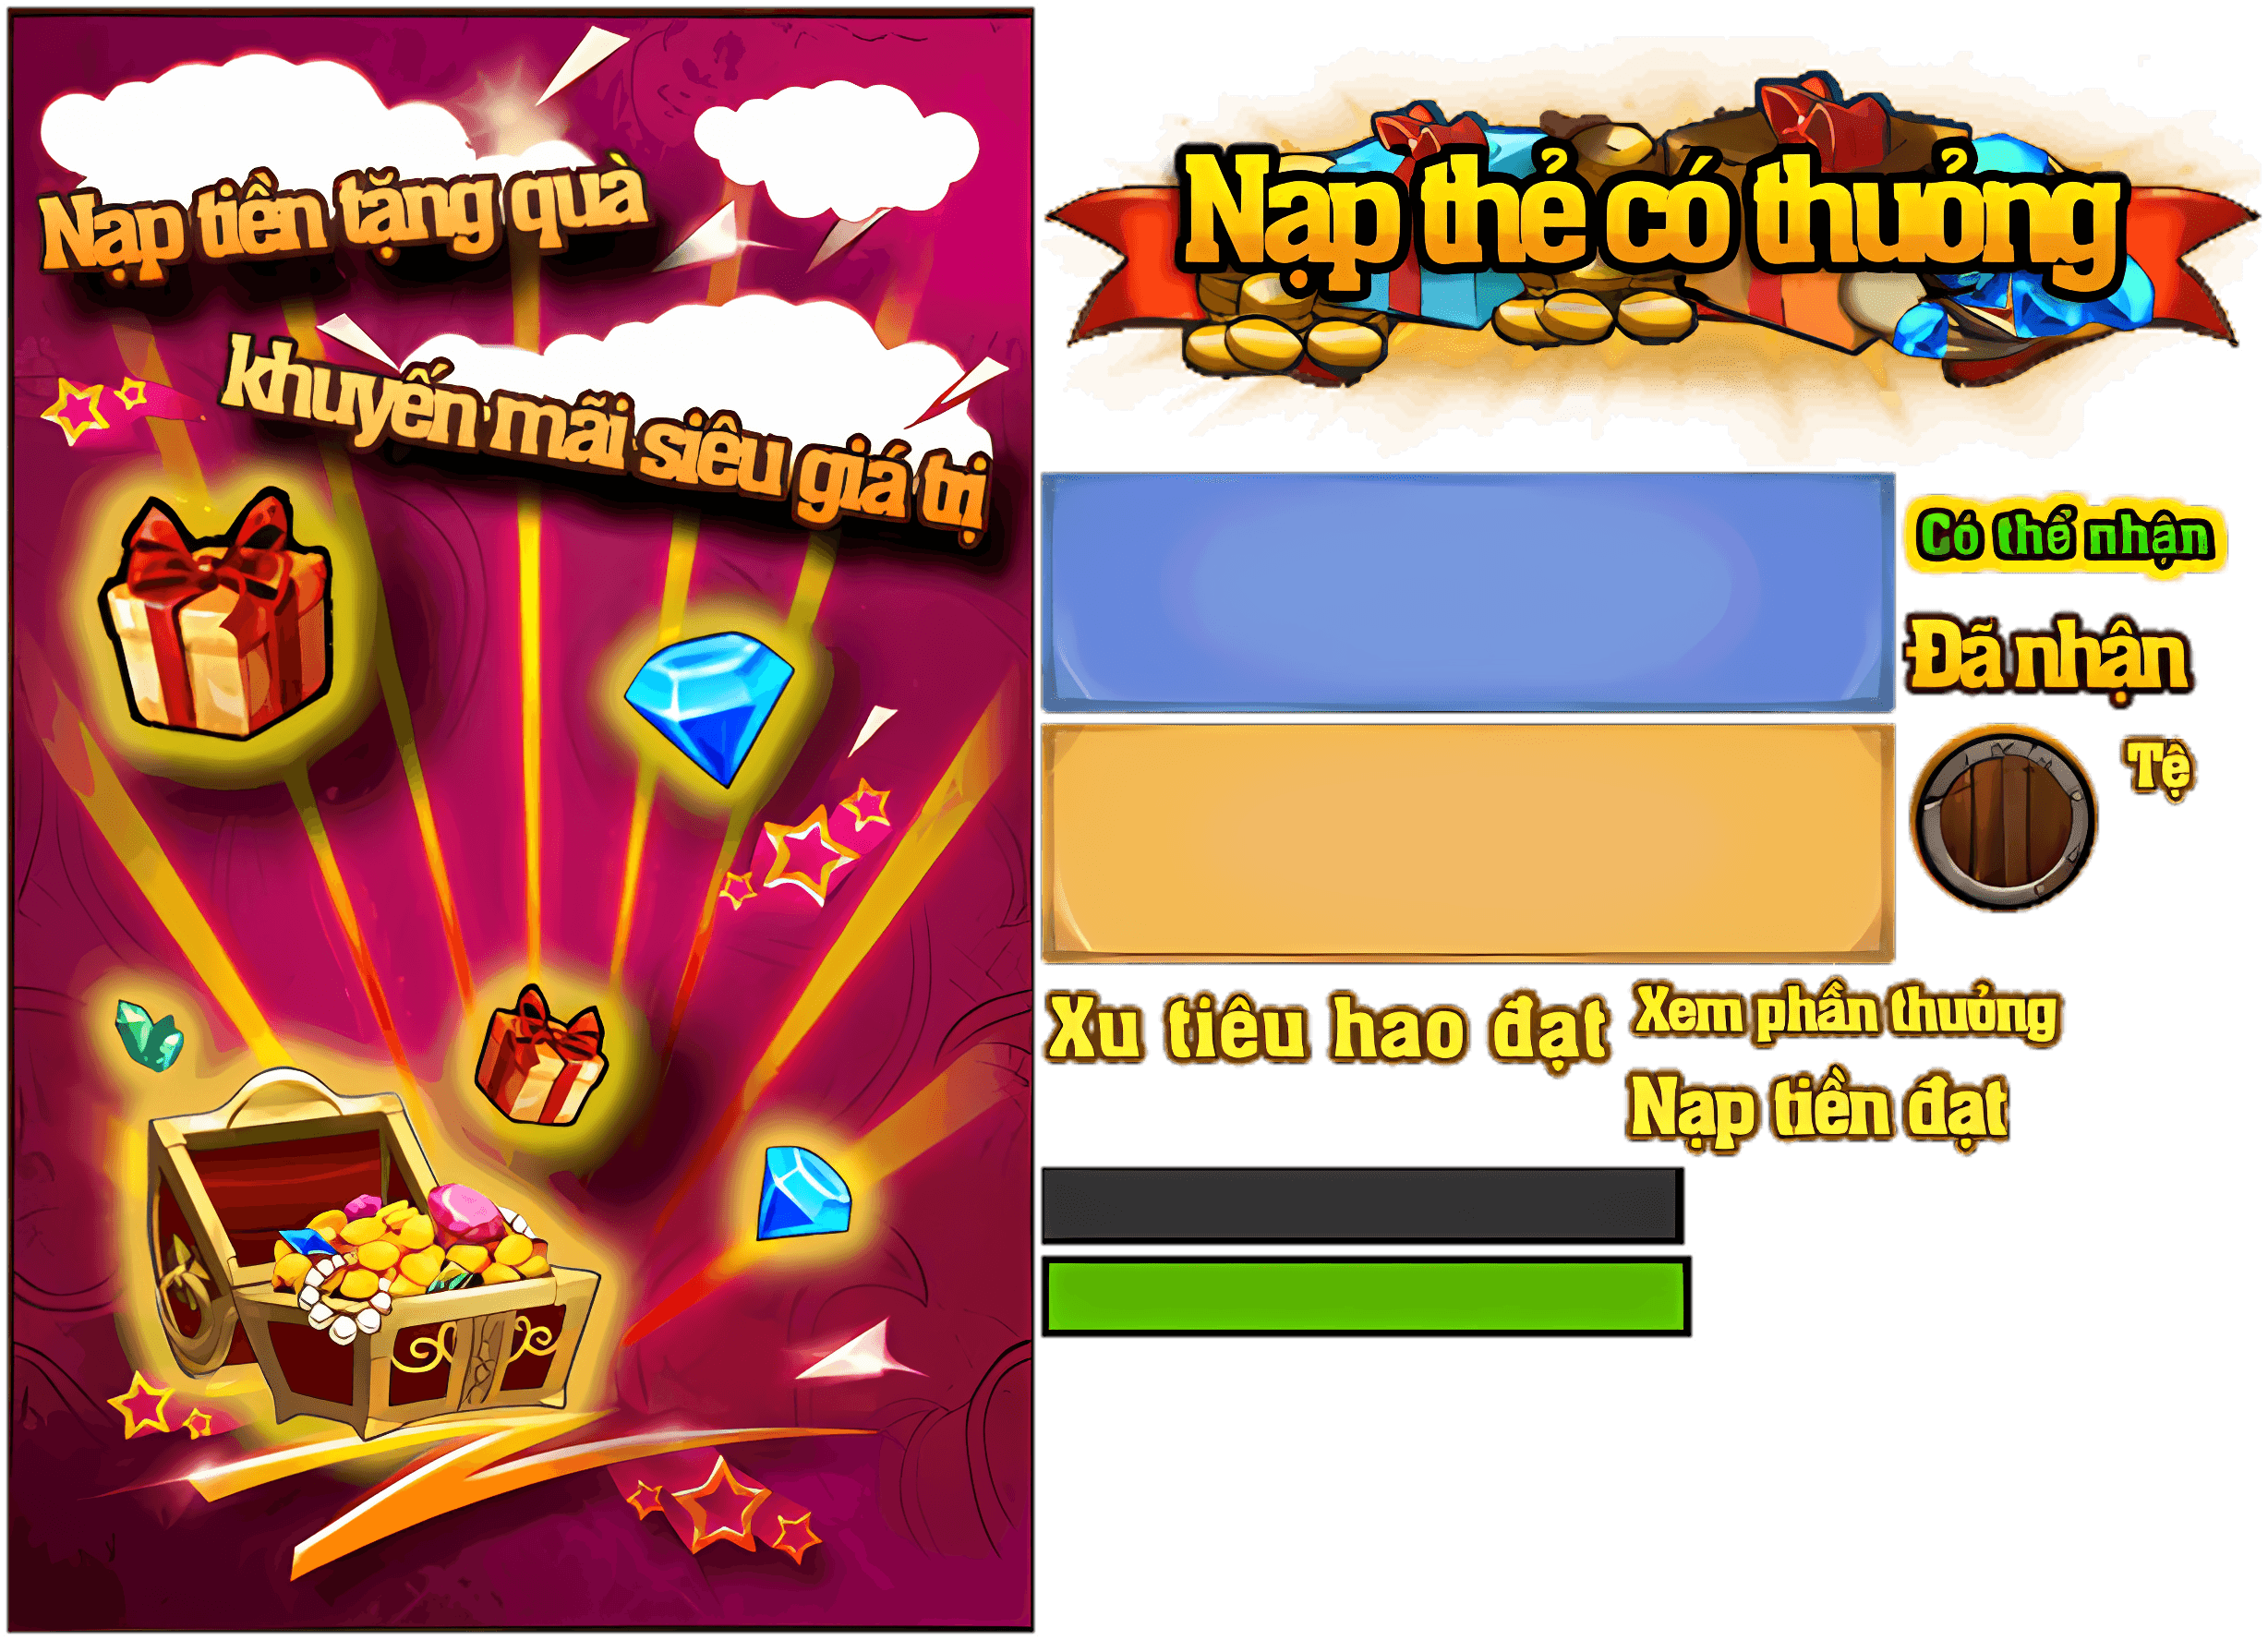 Nạp tiền tặng quà
khuyến mãi siêu giá trị
Nạp thẻ có thưởng
Có thể nhận
Đã nhận
Tệ
Xu tiêu hao đạt
Xem phần thưởng
Nạp tiền đạt